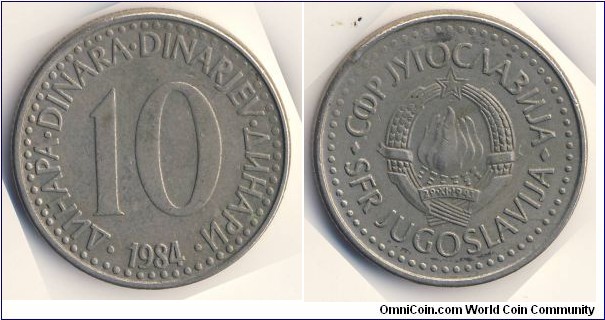 ДИНАРА · DINARA · DINARJEV · ДИНАРИ ·
10
1984
· СФР ЈУГОСЛАВИЈА ·
SFR JUGOSLAVIJA
29·XI·1943
OmniCoin.com World Coin Community